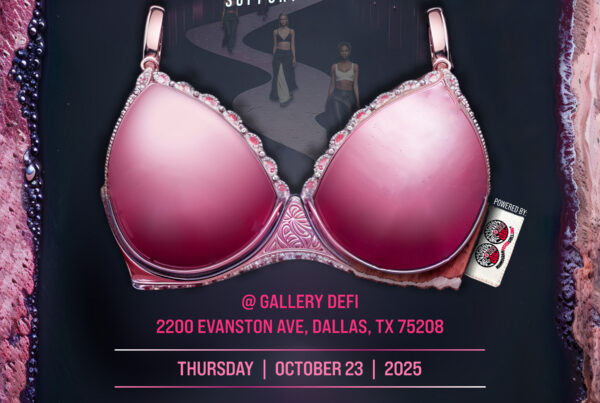 POWERED BY:
@ GALLERY DEFI
2200 EVANSTON AVE, DALLAS, TX 75208
THURSDAY | OCTOBER 23 | 2025